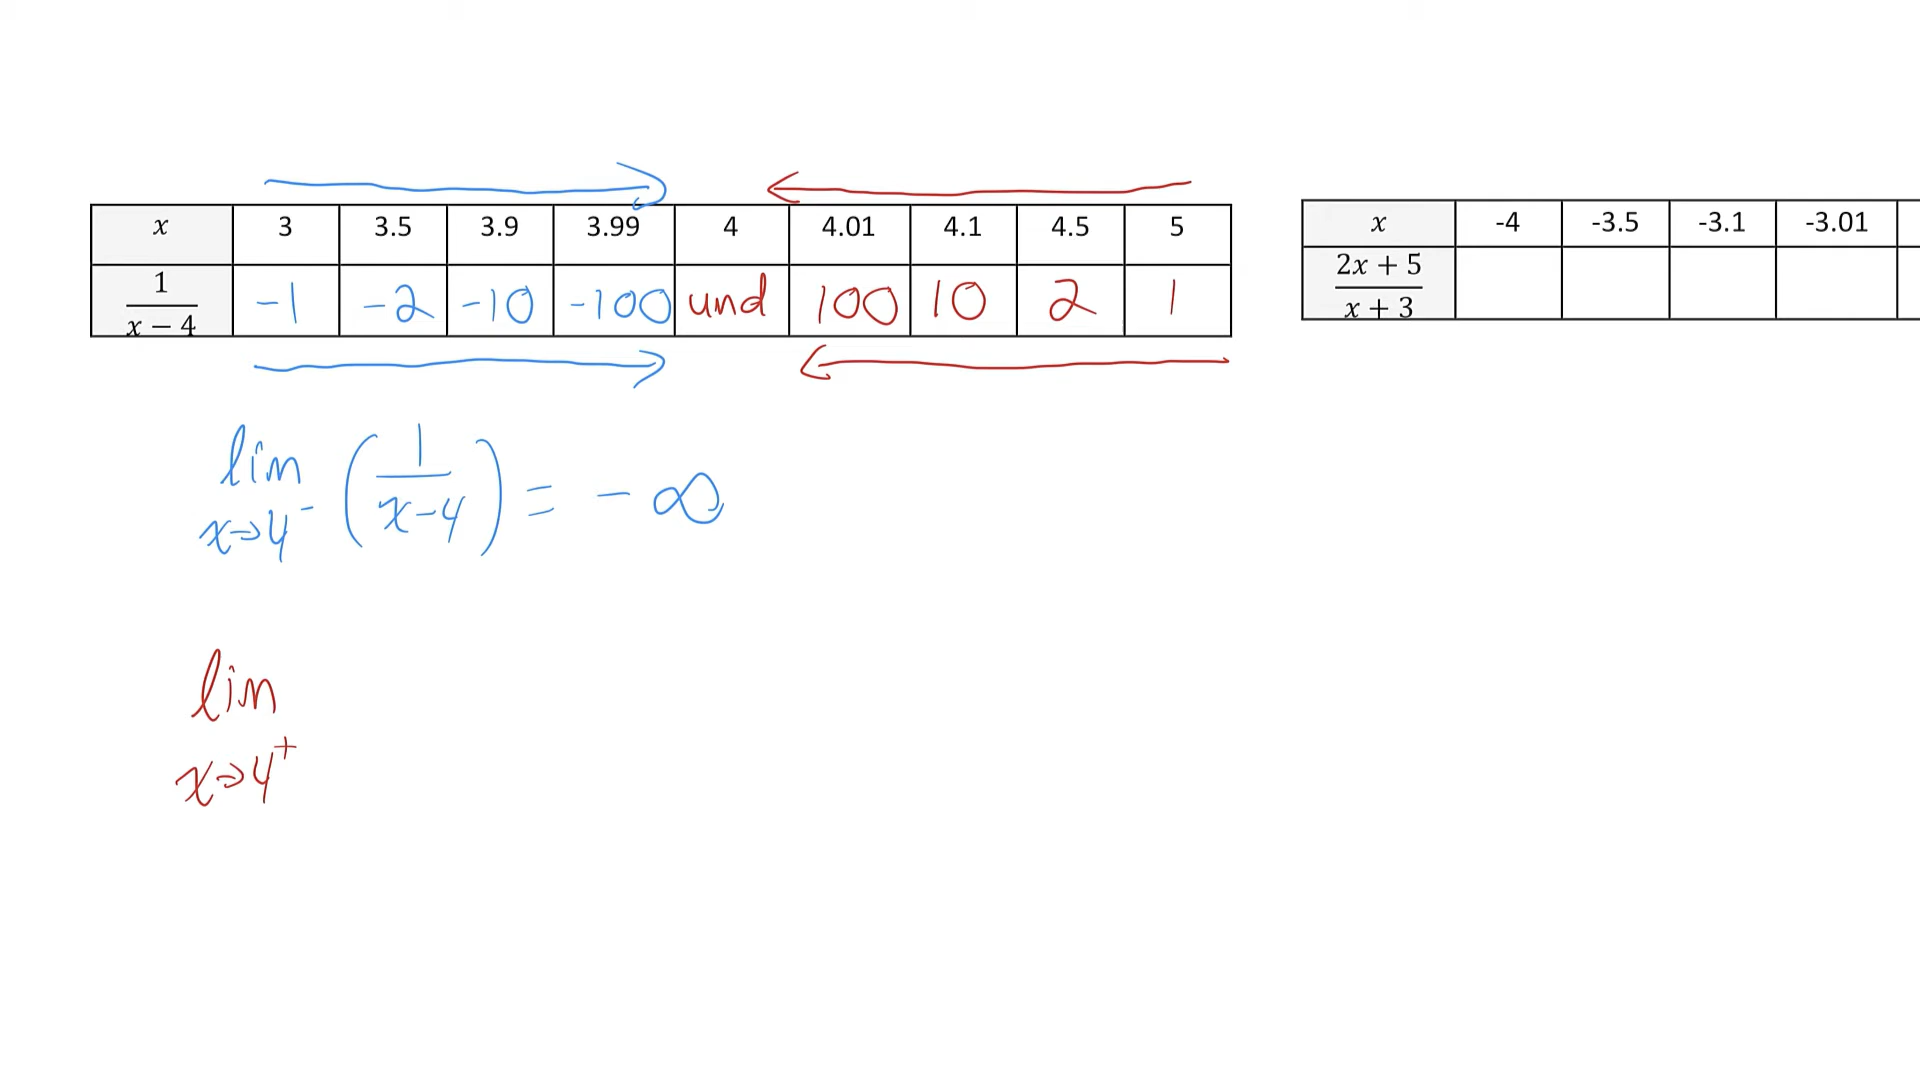 x 3 3.5 3.9 3.99 4 4.01 4.1 4.5 5
1/(x − 4) −1 −2 −10 −100 und 100 10 2 1
x -4 -3.5 -3.1 -3.01
2x + 5/x + 3
lim x→4⁻ (1/x−4) = −∞
lim x→4⁺